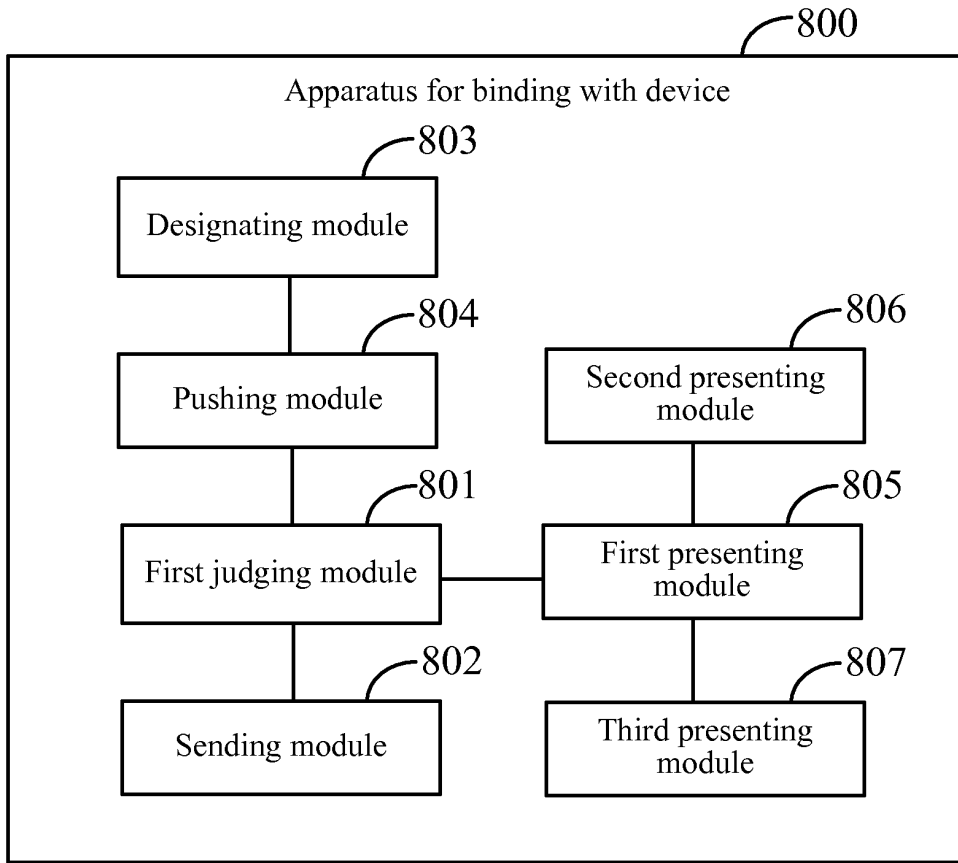 800
Apparatus for binding with device
803
Designating module
804
Pushing module
806
Second presenting
module
801
First judging module
805
First presenting
module
802
Sending module
807
Third presenting
module